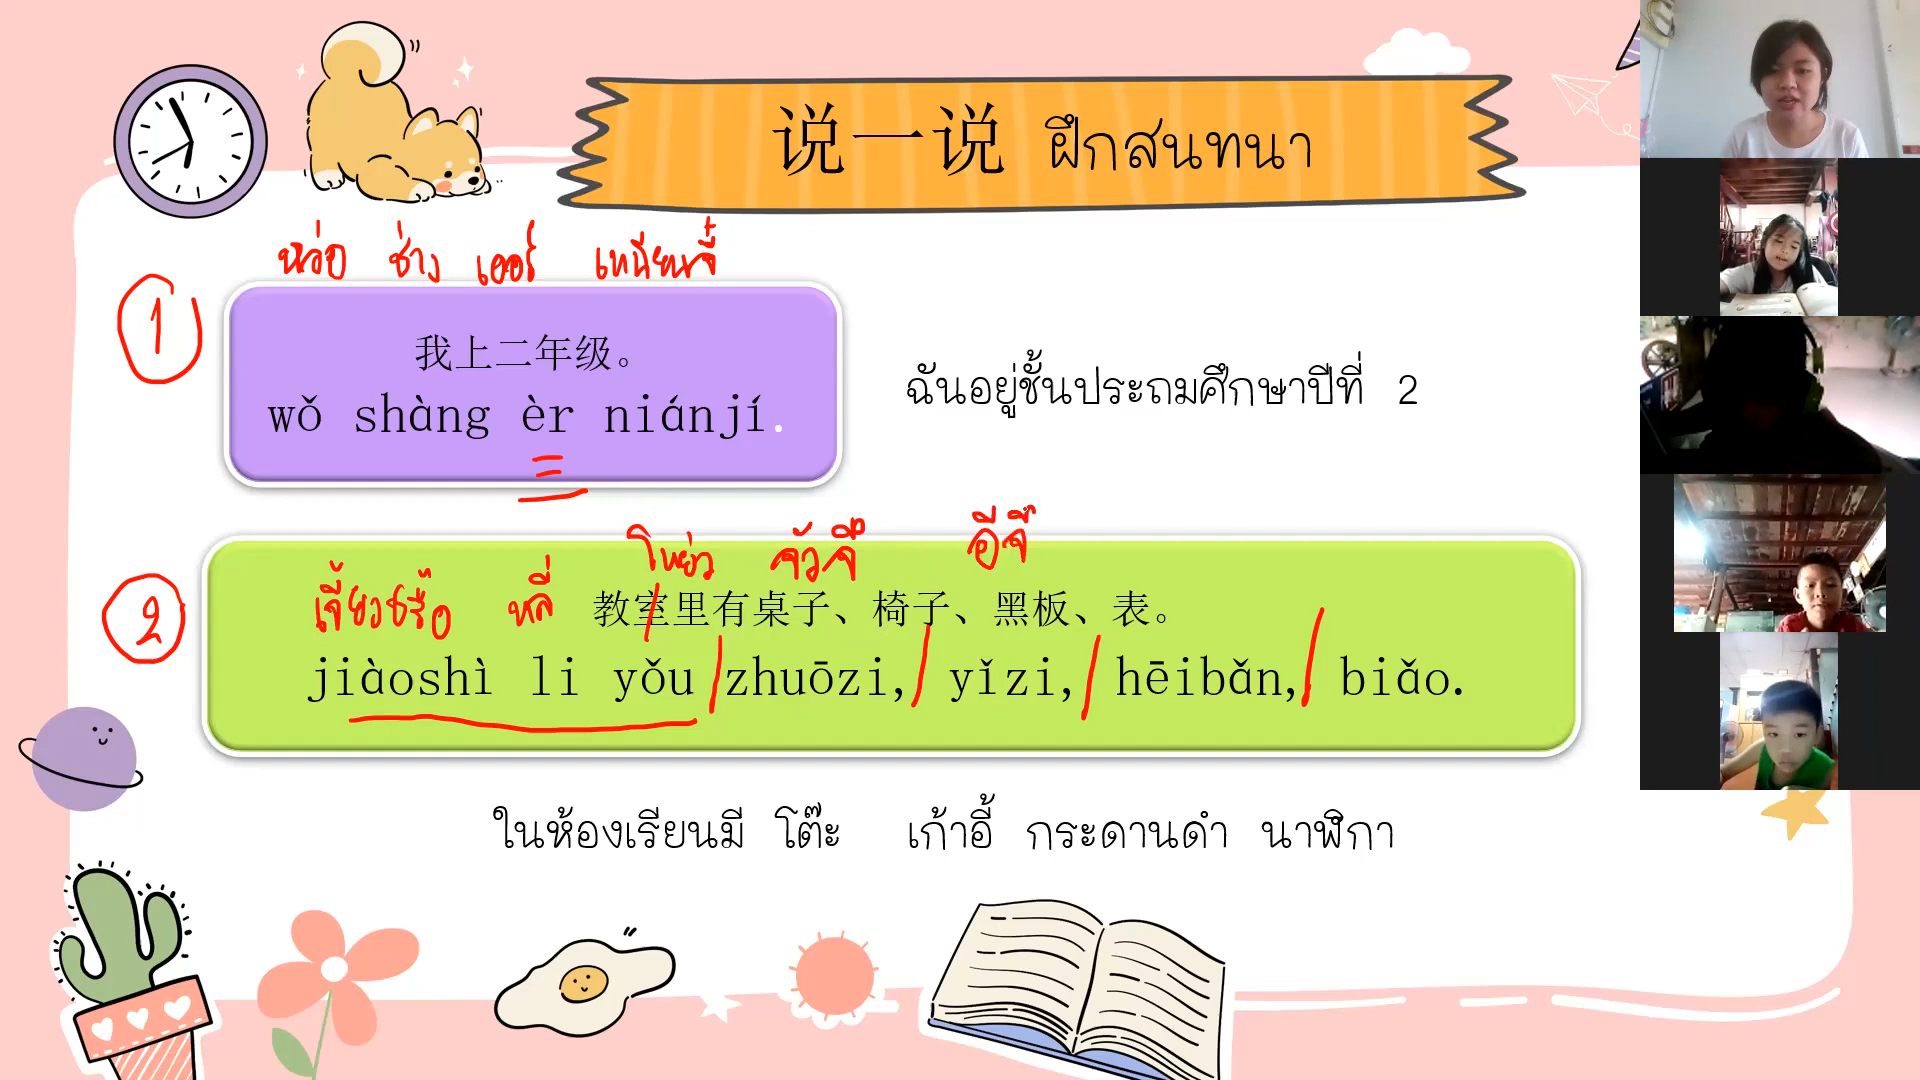 说一说 ฝึกสนทนา
หว่อ ช่าง เออร์ เหนียนจี๋
1
我上二年级。
wǒ shàng èr niánjí.
ฉันอยู่ชั้นประถมศึกษาปีที่ 2
โหย่ว จัวจึ อี๋จึ
2
เจี้ยวชรือ หลี่
教室里有桌子、椅子、黑板、表。
jiàoshì li yǒu zhuōzi, yǐzi, hēibǎn, biǎo.
ในห้องเรียนมี โต๊ะ เก้าอี้ กระดานดำ นาฬิกา